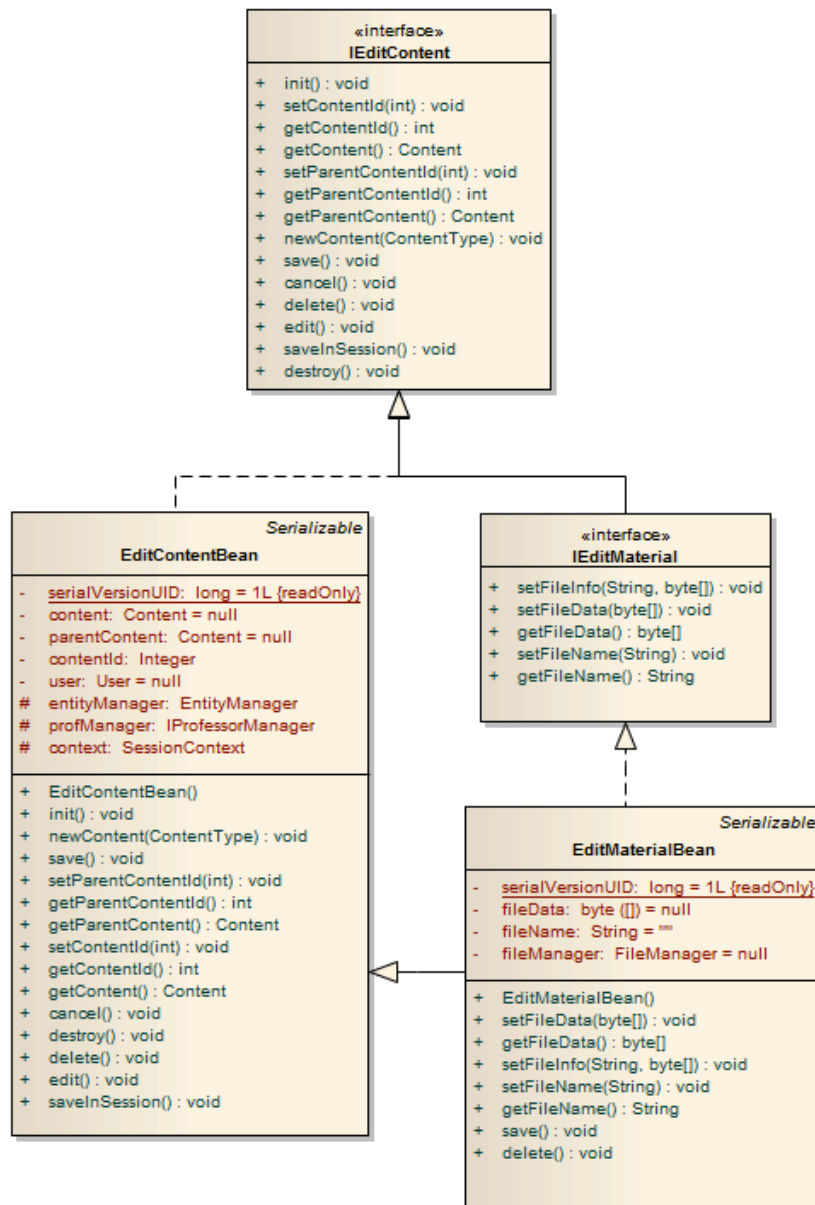 «interface»
IEditContent
+ init() : void
+ setContentId(int) : void
+ getContentId() : int
+ getContent() : Content
+ setParentContentId(int) : void
+ getParentContentId() : int
+ getParentContent() : Content
+ newContent(ContentType) : void
+ save() : void
+ cancel() : void
+ delete() : void
+ edit() : void
+ saveInSession() : void
+ destroy() : void
Serializable
EditContentBean
- serialVersionUID: long = 1L {readOnly}
- content: Content = null
- parentContent: Content = null
- contentId: Integer
- user: User = null
# entityManager: EntityManager
# profManager: IProfessorManager
# context: SessionContext
+ EditContentBean()
+ init() : void
+ newContent(ContentType) : void
+ save() : void
+ setParentContentId(int) : void
+ getParentContentId() : int
+ getParentContent() : Content
+ setContentId(int) : void
+ getContentId() : int
+ getContent() : Content
+ cancel() : void
+ destroy() : void
+ delete() : void
+ edit() : void
+ saveInSession() : void
«interface»
IEditMaterial
+ setFileInfo(String, byte[]) : void
+ setFileData(byte[]) : void
+ getFileData() : byte[]
+ setFileName(String) : void
+ getFileName() : String
Serializable
EditMaterialBean
- serialVersionUID: long = 1L {readOnly}
- fileData: byte ([]) = null
- fileName: String = ""
- fileManager: FileManager = null
+ EditMaterialBean()
+ setFileData(byte[]) : void
+ getFileData() : byte[]
+ setFileInfo(String, byte[]) : void
+ setFileName(String) : void
+ getFileName() : String
+ save() : void
+ delete() : void